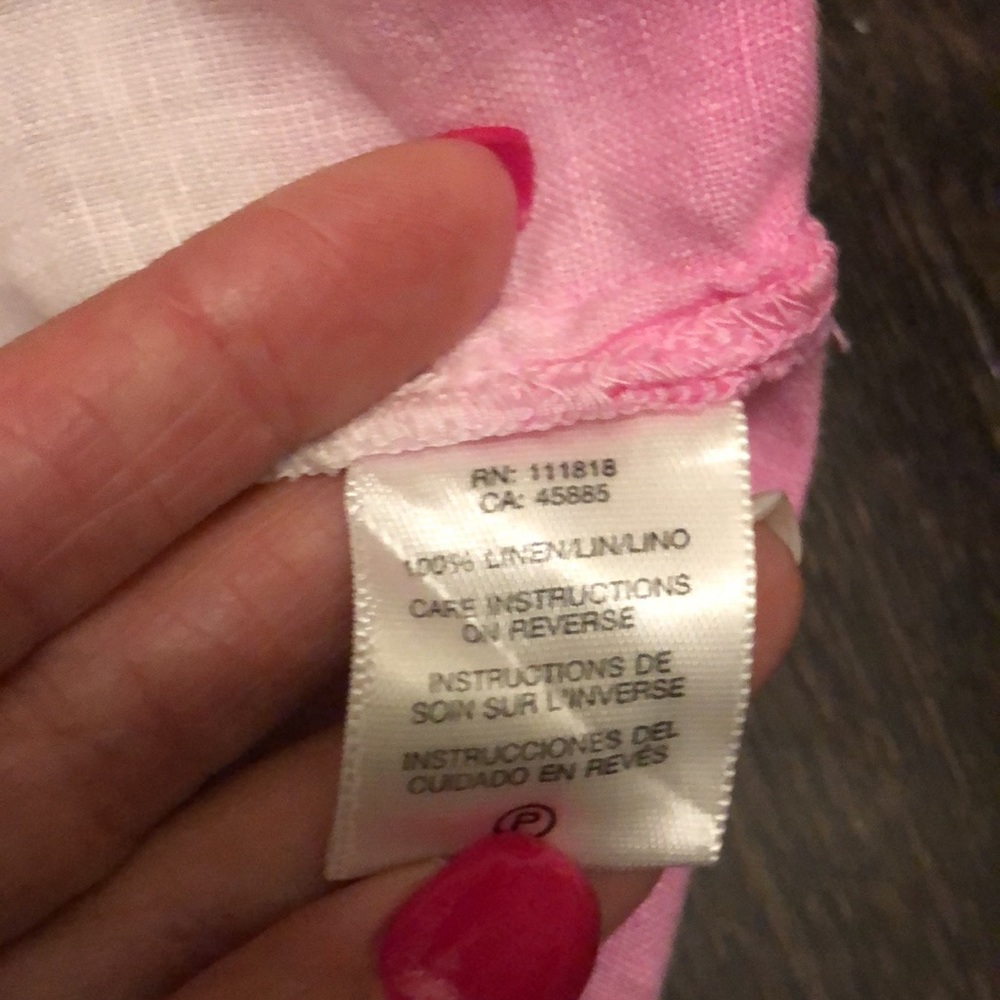 RN: 111818
CA: 45885
100% LINEN/LIN/LINO
CARE INSTRUCTIONS
ON REVERSE
INSTRUCTIONS DE
SOIN SUR L'INVERSE
INSTRUCCIONES DEL
CUIDADO EN REVÉS
P